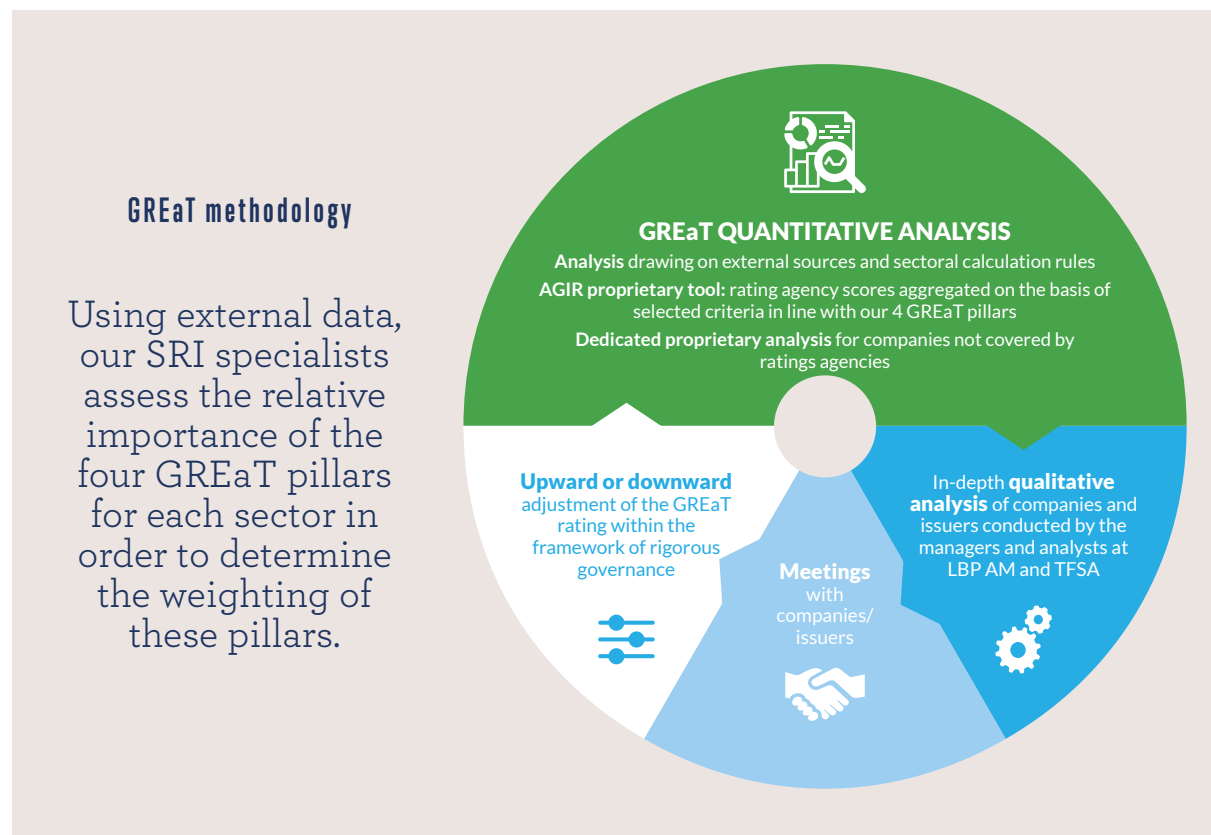 GREaT methodology
Using external data,
our SRI specialists
assess the relative
importance of the
four GREaT pillars
for each sector in
order to determine
the weighting of
these pillars.
GREaT QUANTITATIVE ANALYSIS
Analysis drawing on external sources and sectoral calculation rules
AGIR proprietary tool: rating agency scores aggregated on the basis of
selected criteria in line with our 4 GREaT pillars
Dedicated proprietary analysis for companies not covered by
ratings agencies
In-depth qualitative
analysis of companies and
issuers conducted by the
managers and analysts at
LBP AM and TFSA
Meetings
with
companies/
issuers
Upward or downward
adjustment of the GREaT
rating within the
framework of rigorous
governance